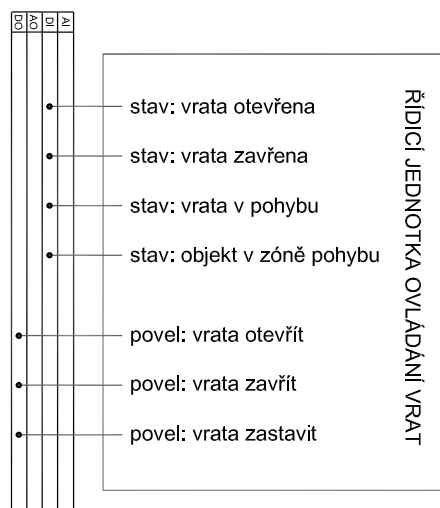 DO
AO
DI
AI
stav: vrata otevřena
stav: vrata zavřena
stav: vrata v pohybu
stav: objekt v zóně pohybu
povel: vrata otevřít
povel: vrata zavřít
povel: vrata zastavit
ŘÍDICÍ JEDNOTKA OVLÁDÁNÍ VRAT